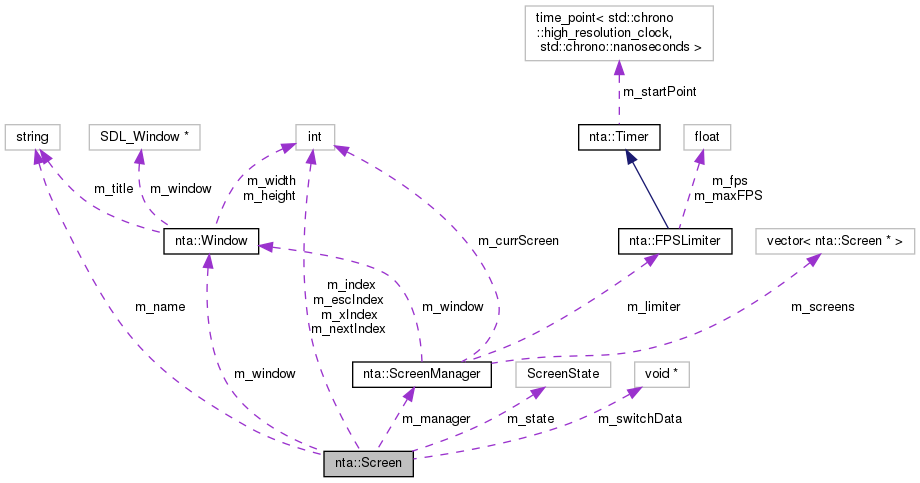 time_point< std::chrono
::high_resolution_clock,
std::chrono::nanoseconds >
m_startPoint
string
SDL_Window *
int
nta::Timer
float
m_title
m_window
m_width
m_height
m_fps
m_maxFPS
nta::Window
m_currScreen
nta::FPSLimiter
vector< nta::Screen * >
m_name
m_index
m_escIndex
m_xIndex
m_nextIndex
m_window
m_limiter
m_screens
m_window
nta::ScreenManager
ScreenState
void *
m_manager
m_state
m_switchData
nta::Screen